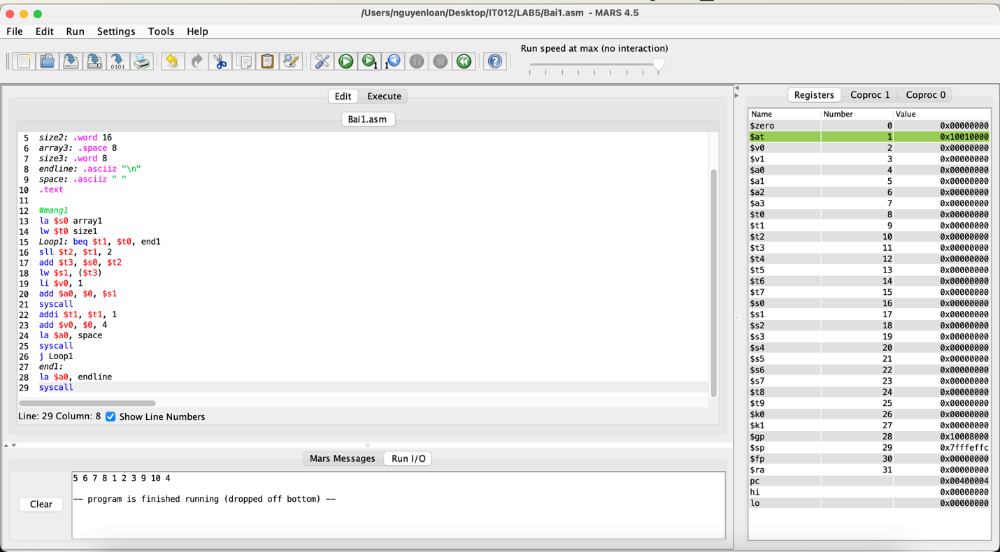 /Users/nguyenloan/Desktop/IT012/LAB5/Bai1.asm - MARS 4.5
File Edit Run Settings Tools Help
Run speed at max (no interaction)
0101
1
1
Edit Execute
Bai1.asm
5 size2: .word 16
6 array3: .space 8
7 size3: .word 8
8 endline: .asciiz "\n"
9 space: .asciiz " "
10 .text
11
12 #mang1
13 la $s0 array1
14 lw $t0 size1
15 Loop1: beq $t1, $t0, end1
16 sll $t2, $t1, 2
17 add $t3, $s0, $t2
18 lw $s1, ($t3)
19 li $v0, 1
20 add $a0, $0, $s1
21 syscall
22 addi $t1, $t1, 1
23 add $v0, $0, 4
24 la $a0, space
25 syscall
26 j Loop1
27 end1:
28 la $a0, endline
29 syscall
Line: 29 Column: 8 Show Line Numbers
Mars Messages Run I/O
Clear
5 6 7 8 1 2 3 9 10 4
-- program is finished running (dropped off bottom) --
Registers Coproc 1 Coproc 0
Name Number Value
$zero 0 0x00000000
$at 1 0x10010000
$v0 2 0x00000000
$v1 3 0x00000000
$a0 4 0x00000000
$a1 5 0x00000000
$a2 6 0x00000000
$a3 7 0x00000000
$t0 8 0x00000000
$t1 9 0x00000000
$t2 10 0x00000000
$t3 11 0x00000000
$t4 12 0x00000000
$t5 13 0x00000000
$t6 14 0x00000000
$t7 15 0x00000000
$s0 16 0x00000000
$s1 17 0x00000000
$s2 18 0x00000000
$s3 19 0x00000000
$s4 20 0x00000000
$s5 21 0x00000000
$s6 22 0x00000000
$s7 23 0x00000000
$t8 24 0x00000000
$t9 25 0x00000000
$k0 26 0x00000000
$k1 27 0x00000000
$gp 28 0x10008000
$sp 29 0x7fffeffc
$fp 30 0x00000000
$ra 31 0x00000000
pc 0x00400004
hi 0x00000000
lo 0x00000000